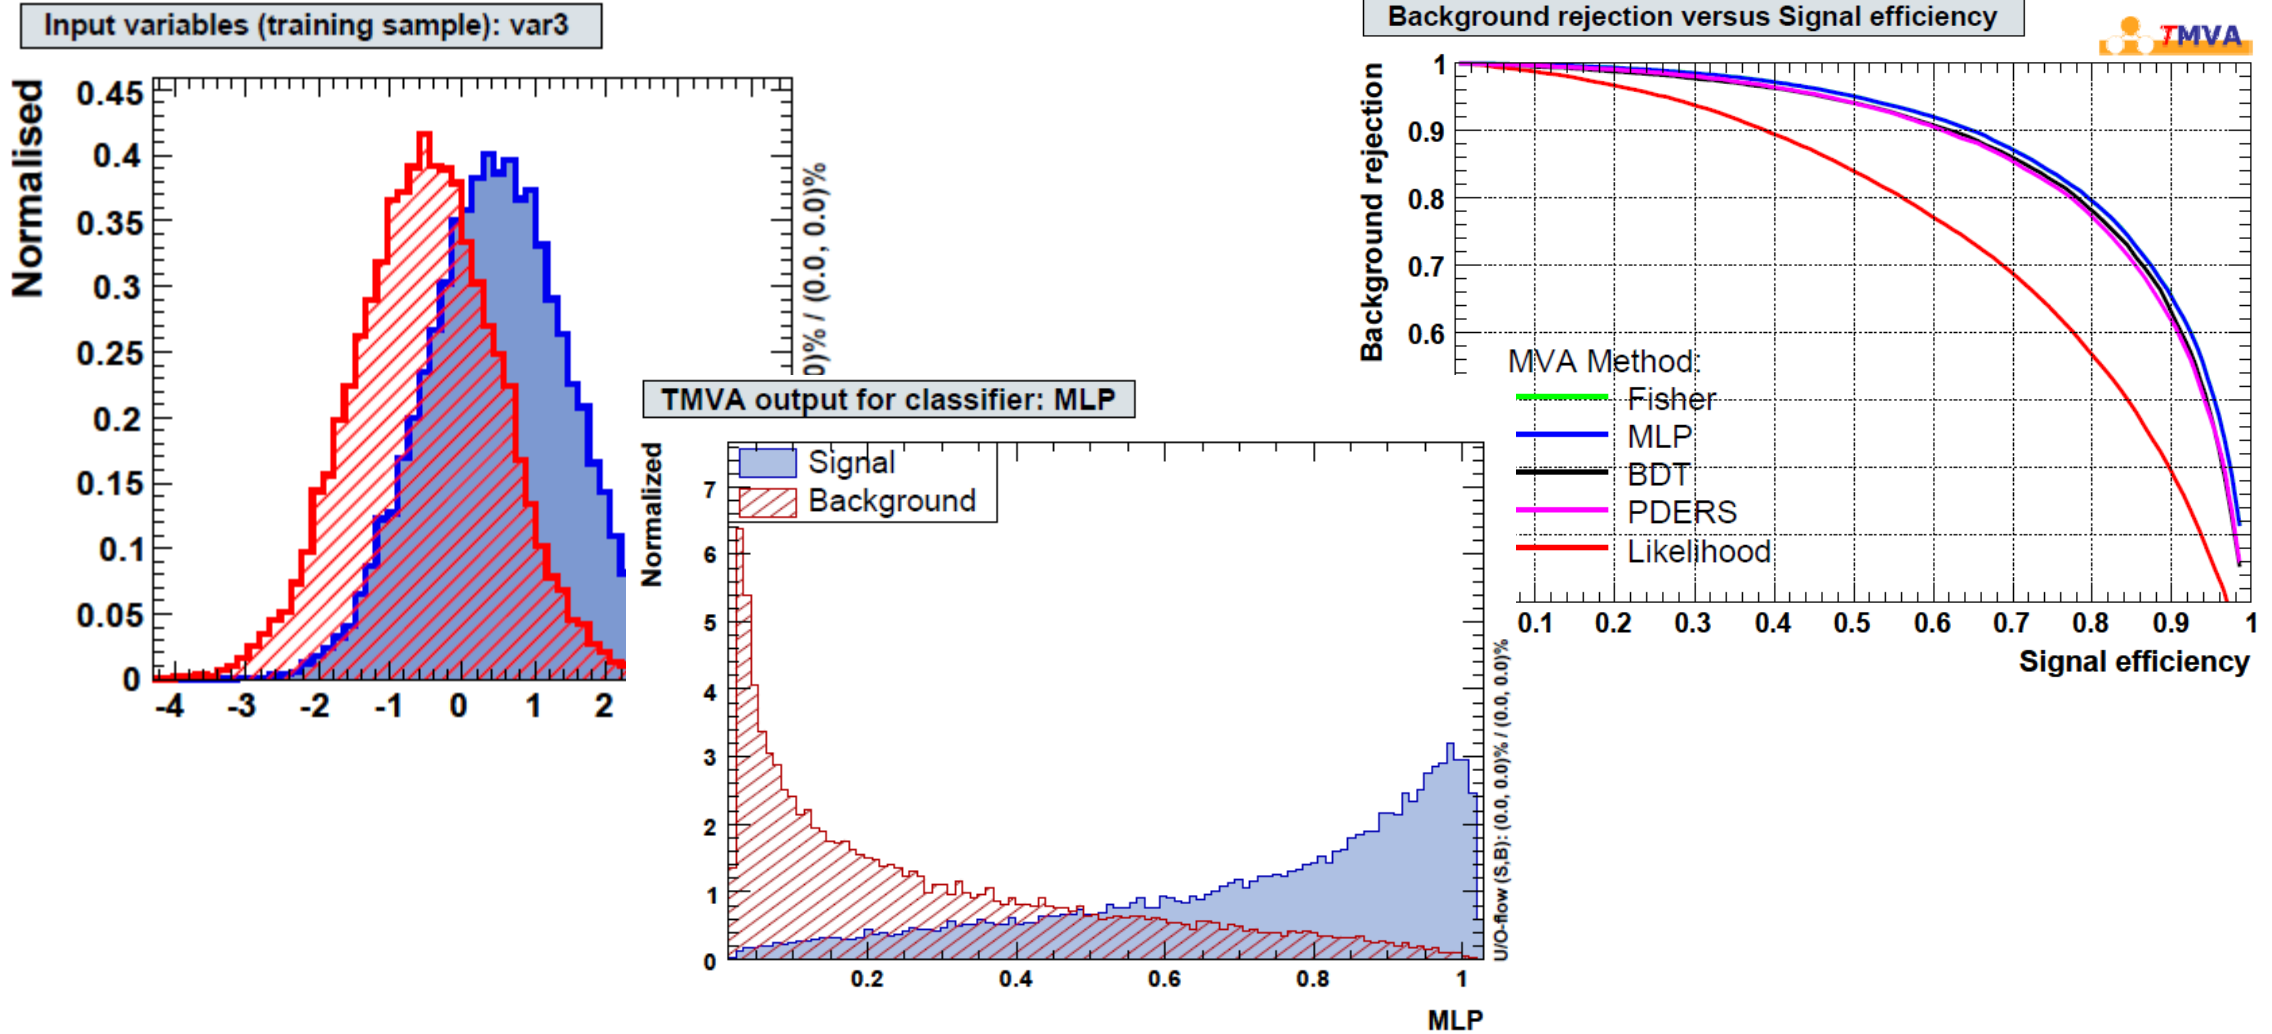 Input variables (training sample): var3
Normalised
0.45
0.4
0.35
0.3
0.25
0.2
0.15
0.1
0.05
0
-4 -3 -2 -1 0 1 2
)% / (0.0, 0.0)%
TMVA output for classifier: MLP
Normalized
Signal
Background
7
6
5
4
3
2
1
0
0.2 0.4 0.6 0.8 1
MLP
U/O-flow (S,B): (0.0, 0.0)% / (0.0, 0.0)%
Background rejection versus Signal efficiency
TMVA
Background rejection
1
0.9
0.8
0.7
0.6
MVA Method:
Fisher
MLP
BDT
PDERS
Likelihood
0.1 0.2 0.3 0.4 0.5 0.6 0.7 0.8 0.9 1
Signal efficiency